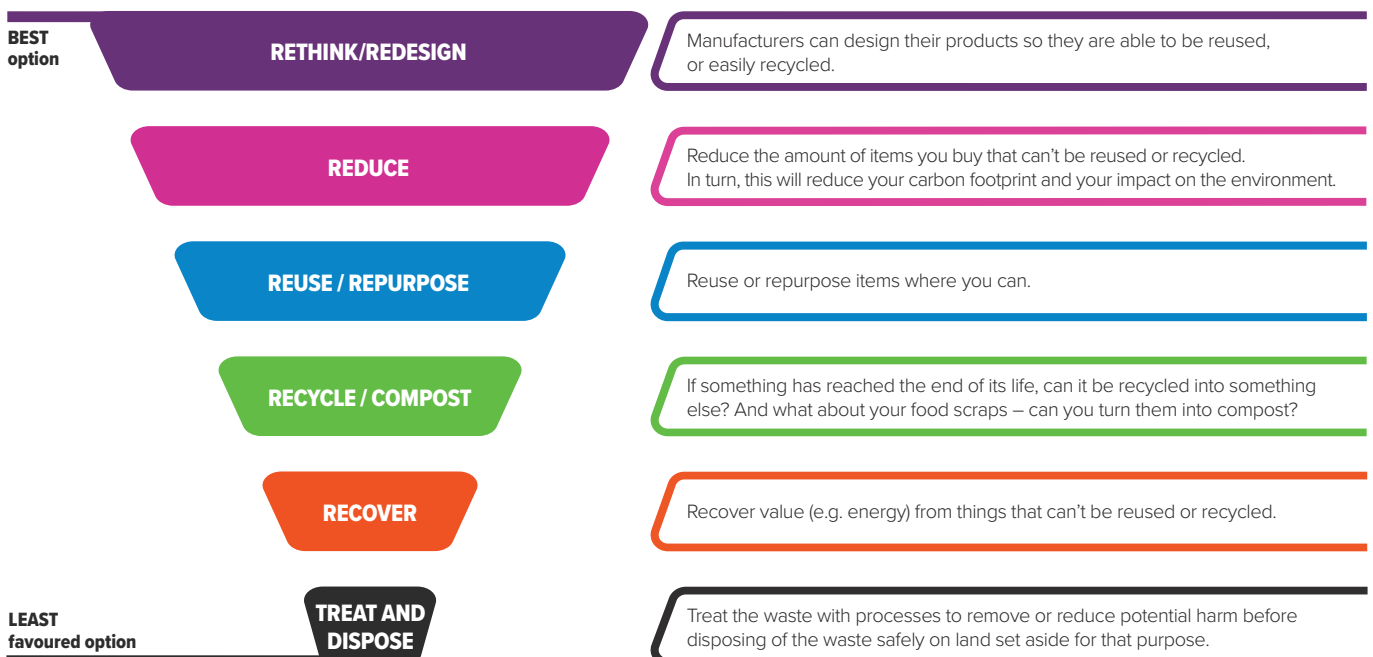 BEST
option
RETHINK/REDESIGN
Manufacturers can design their products so they are able to be reused,
or easily recycled.
REDUCE
Reduce the amount of items you buy that can’t be reused or recycled.
In turn, this will reduce your carbon footprint and your impact on the environment.
REUSE / REPURPOSE
Reuse or repurpose items where you can.
RECYCLE / COMPOST
If something has reached the end of its life, can it be recycled into something
else? And what about your food scraps – can you turn them into compost?
RECOVER
Recover value (e.g. energy) from things that can’t be reused or recycled.
LEAST
favoured option
TREAT AND
DISPOSE
Treat the waste with processes to remove or reduce potential harm before
disposing of the waste safely on land set aside for that purpose.